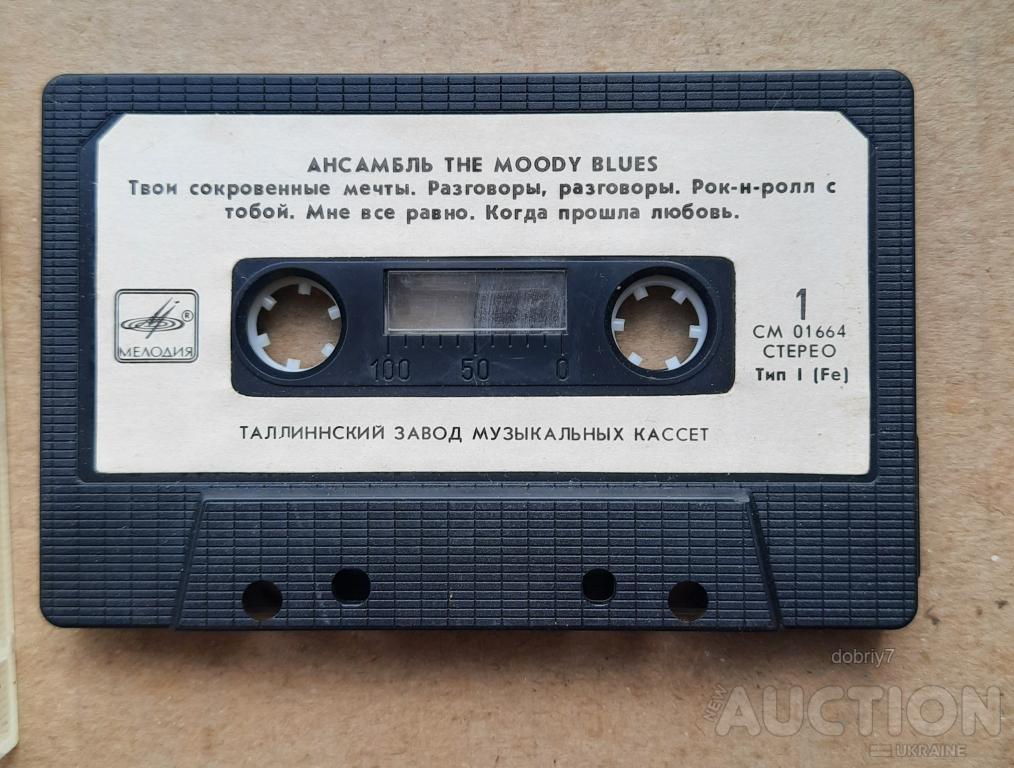 АНСАМБЛЬ THE MOODY BLUES
Твои сокровенные мечты. Разговоры, разговоры. Рок-н-ролл с
тобой. Мне все равно. Когда прошла любовь.
®
МЕЛОДИЯ
1
СМ 01664
СТЕРЕО
Тип I (Fe)
100 50 0
ТАЛЛИННСКИЙ ЗАВОД МУЗЫКАЛЬНЫХ КАССЕТ
dobriy7
NEW AUCTION
UKRAINE